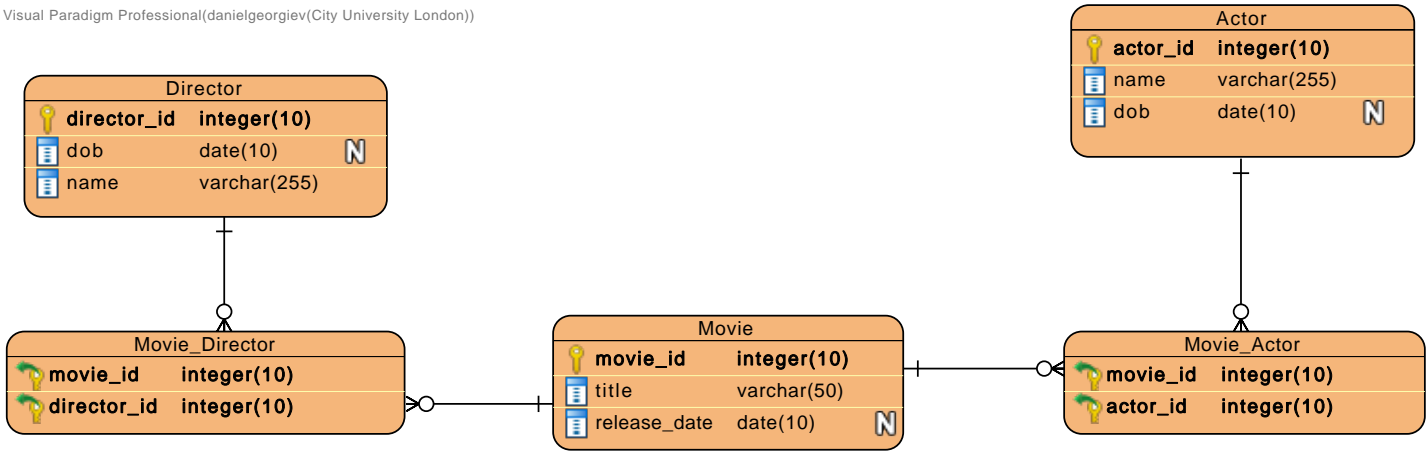 Visual Paradigm Professional(danielgeorgiev(City University London))
Actor
actor_id integer(10)
name varchar(255)
dob date(10) N
Director
director_id integer(10)
dob date(10) N
name varchar(255)
Movie_Director
movie_id integer(10)
director_id integer(10)
Movie
movie_id integer(10)
title varchar(50)
release_date date(10) N
Movie_Actor
movie_id integer(10)
actor_id integer(10)